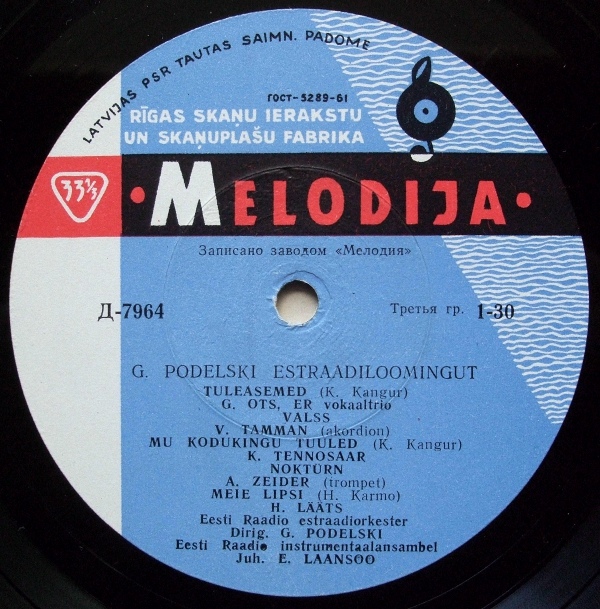 LATVIJAS PSR TAUTAS SAIMN. PADOME
ГОСТ-5289-61
RĪGAS SKAŅU IERAKSTU
UN SKAŅUPLAŠU FABRIKA
33⅓
•MELODIJA•
Записано заводом «Мелодия»
Д-7964
Третья гр. 1-30
G. PODELSKI ESTRAADILOOMINGUT
TULEASEMED (K. Kangur)
G. OTS, ER vokaaltrio
VALSS
V. TAMMAN (akordion)
MU KODUKINGU TUULED (K. Kangur)
K. TENNOSAAR
NOKTÜRN
A. ZEIDER (trompet)
MEIE LIPSI (H. Karmo)
H. LÄÄTS
Eesti Raadio estraadiorkester
Dirig. G. PODELSKI
Eesti Raadio instrumentaalansambel
Juh. E. LAANSOO